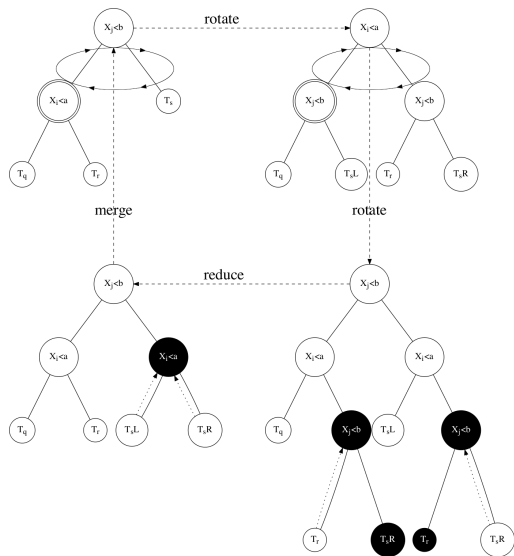 rotate
X_j<b
X_i<a
X_i<a
T_s
X_j<b
X_j<b
T_q
T_r
T_q
T_sL
T_r
T_sR
merge
rotate
reduce
X_j<b
X_j<b
X_i<a
X_i<a
X_i<a
X_i<a
T_q
T_r
T_sL
T_sR
T_q
X_j<b
T_sL
X_j<b
T_r
T_sR
T_r
T_sR